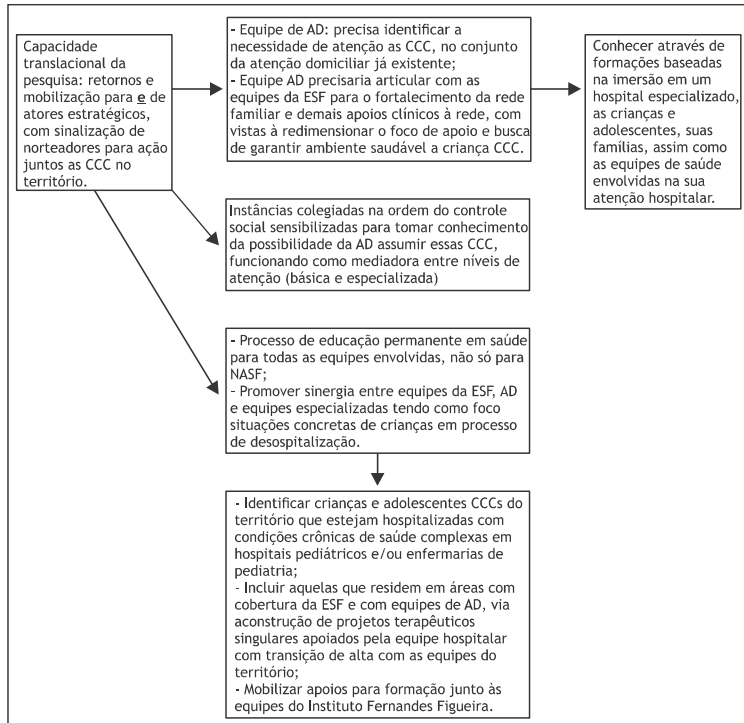 Capacidade
translacional da
pesquisa: retornos e
mobilização para e de
atores estratégicos,
com sinalização de
norteadores para ação
juntos as CCC no
território.
- Equipe de AD: precisa identificar a
necessidade de atenção as CCC, no conjunto
da atenção domiciliar já existente;
- Equipe AD precisaria articular com as
equipes da ESF para o fortalecimento da rede
familiar e demais apoios clínicos à rede, com
vistas à redimensionar o foco de apoio e busca
de garantir ambiente saudável a criança CCC.
Conhecer através de
formações baseadas
na imersão em um
hospital especializado,
as crianças e
adolescentes, suas
famílias, assim como
as equipes de saúde
envolvidas na sua
atenção hospitalar.
Instâncias colegiadas na ordem do controle
social sensibilizadas para tomar conhecimento
da possibilidade da AD assumir essas CCC,
funcionando como mediadora entre níveis de
atenção (básica e especializada)
- Processo de educação permanente em saúde
para todas as equipes envolvidas, não só para
NASF;
- Promover sinergia entre equipes da ESF, AD
e equipes especializadas tendo como foco
situações concretas de crianças em processo
de desospitalização.
- Identificar crianças e adolescentes CCCs do
território que estejam hospitalizadas com
condições crônicas de saúde complexas em
hospitais pediátricos e/ou enfermarias de
pediatria;
- Incluir aquelas que residem em áreas com
cobertura da ESF e com equipes de AD, via
aconstrução de projetos terapêuticos
singulares apoiados pela equipe hospitalar
com transição de alta com as equipes do
território;
- Mobilizar apoios para formação junto às
equipes do Instituto Fernandes Figueira.